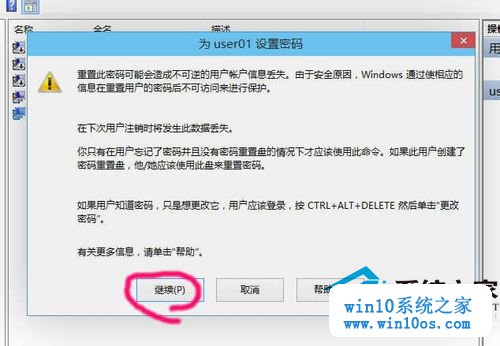 名称 全名 描述
操作
为 user01 设置密码
重置此密码可能会造成不可逆的用户帐户信息丢失。由于安全原因，Windows 通过使相应的
信息在重置用户的密码后不可访问来进行保护。
在下次用户注销时将发生此数据丢失。
你只有在用户忘记了密码并且没有密码重置盘的情况下才应该使用此命令。如果此用户创建了
密码重置盘，他/她应该使用此盘来重置密码。
如果用户知道密码，只是想更改它，用户应该登录，按 CTRL+ALT+DELETE 然后单击“更改
密码”。
有关更多信息，请单击“帮助”。
继续(P) 取消 帮助
系统之家
win10系统之家
www.win10os.com